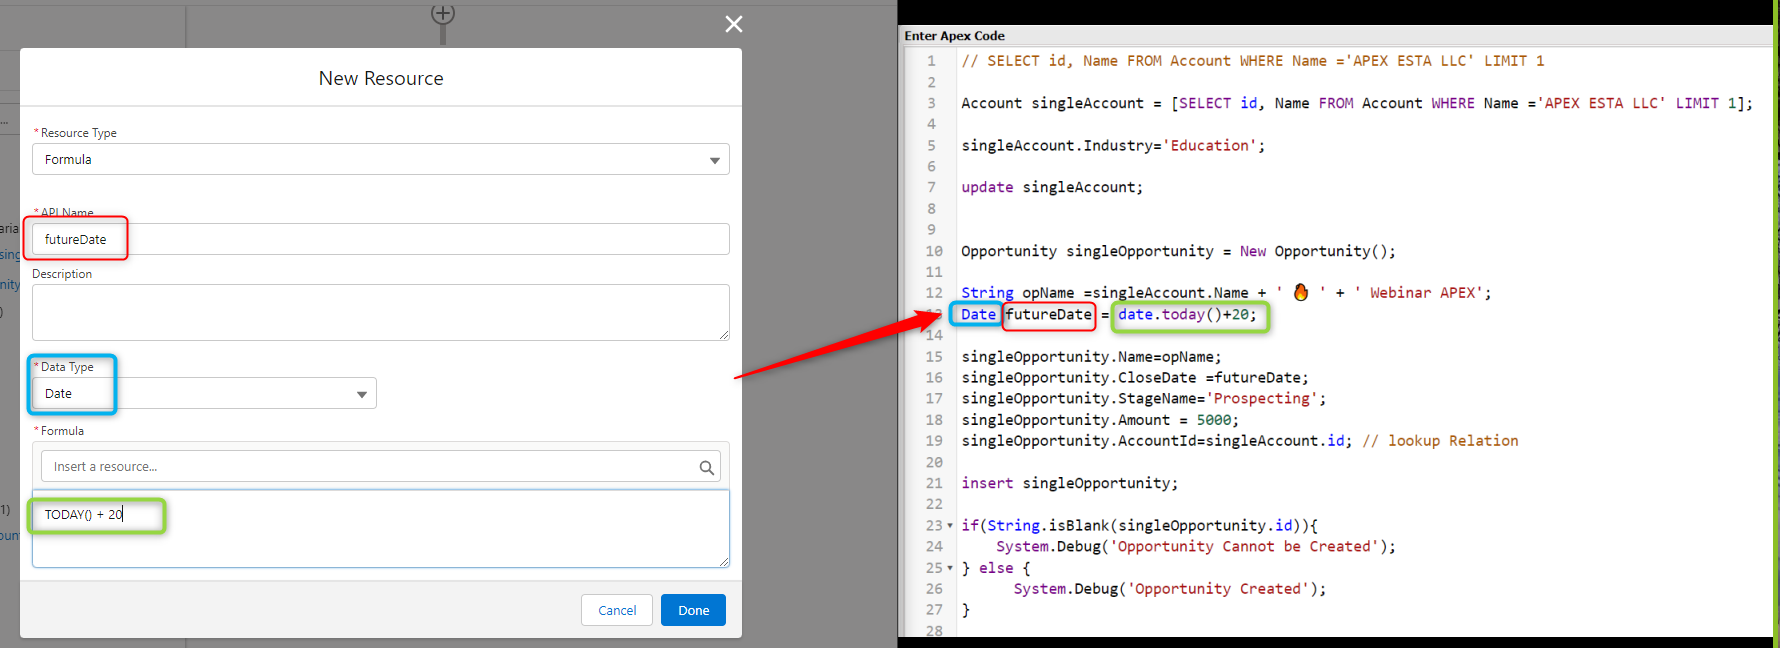 New Resource
* Resource Type
Formula
* API Name
futureDate
Description
* Data Type
Date
* Formula
Insert a resource...
TODAY() + 20
Cancel
Done
...
aria
sing
nity
)
1)
oun
Enter Apex Code
1 // SELECT id, Name FROM Account WHERE Name ='APEX ESTA LLC' LIMIT 1
2
3 Account singleAccount = [SELECT id, Name FROM Account WHERE Name ='APEX ESTA LLC' LIMIT 1];
4
5 singleAccount.Industry='Education';
6
7 update singleAccount;
8
9
10 Opportunity singleOpportunity = New Opportunity();
11
12 String opName =singleAccount.Name + ' 🔥 ' + ' Webinar APEX';
13 Date futureDate = date.today()+20;
14
15 singleOpportunity.Name=opName;
16 singleOpportunity.CloseDate =futureDate;
17 singleOpportunity.StageName='Prospecting';
18 singleOpportunity.Amount = 5000;
19 singleOpportunity.AccountId=singleAccount.id; // lookup Relation
20
21 insert singleOpportunity;
22
23 if(String.isBlank(singleOpportunity.id)){
24 System.Debug('Opportunity Cannot be Created');
25 } else {
26 System.Debug('Opportunity Created');
27 }
28